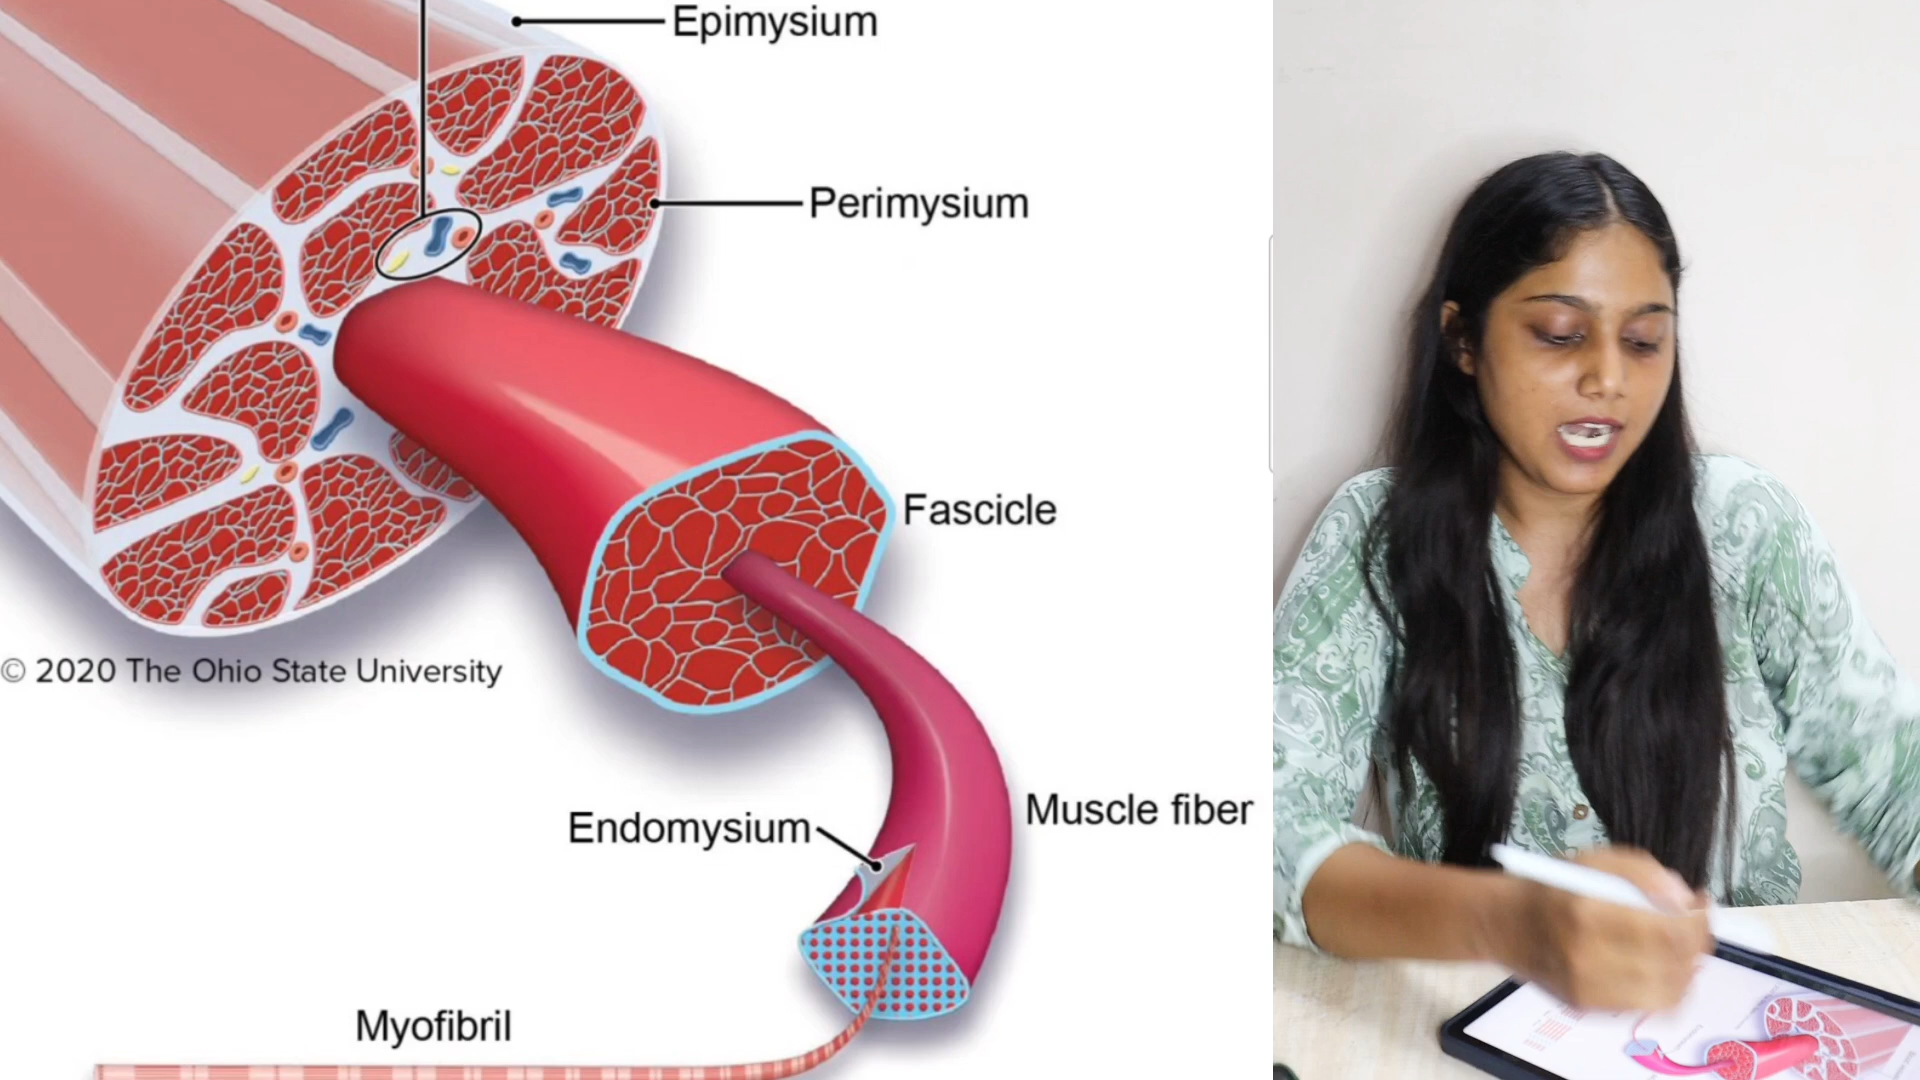 Epimysium
Perimysium
Fascicle
© 2020 The Ohio State University
Muscle fiber
Endomysium
Myofibril